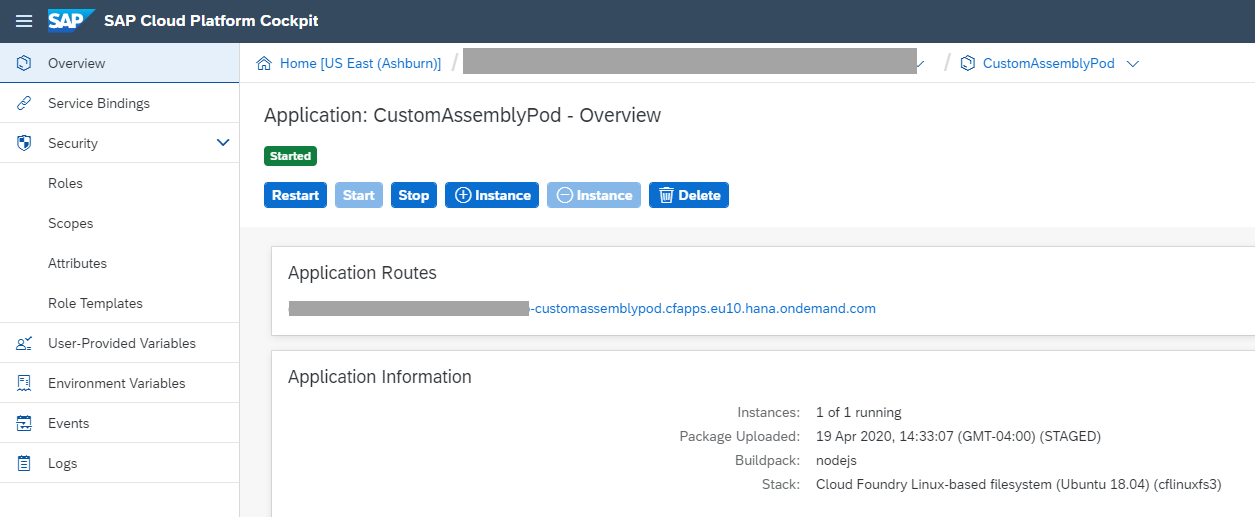 SAP SAP Cloud Platform Cockpit
Overview
Home [US East (Ashburn)] / / CustomAssemblyPod
Service Bindings
Security
Roles
Scopes
Attributes
Role Templates
User-Provided Variables
Environment Variables
Events
Logs
Application: CustomAssemblyPod - Overview
Started
Restart Start Stop Instance Instance Delete
Application Routes
-customassemblypod.cfapps.eu10.hana.ondemand.com
Application Information
Instances: 1 of 1 running
Package Uploaded: 19 Apr 2020, 14:33:07 (GMT-04:00) (STAGED)
Buildpack: nodejs
Stack: Cloud Foundry Linux-based filesystem (Ubuntu 18.04) (cflinuxfs3)